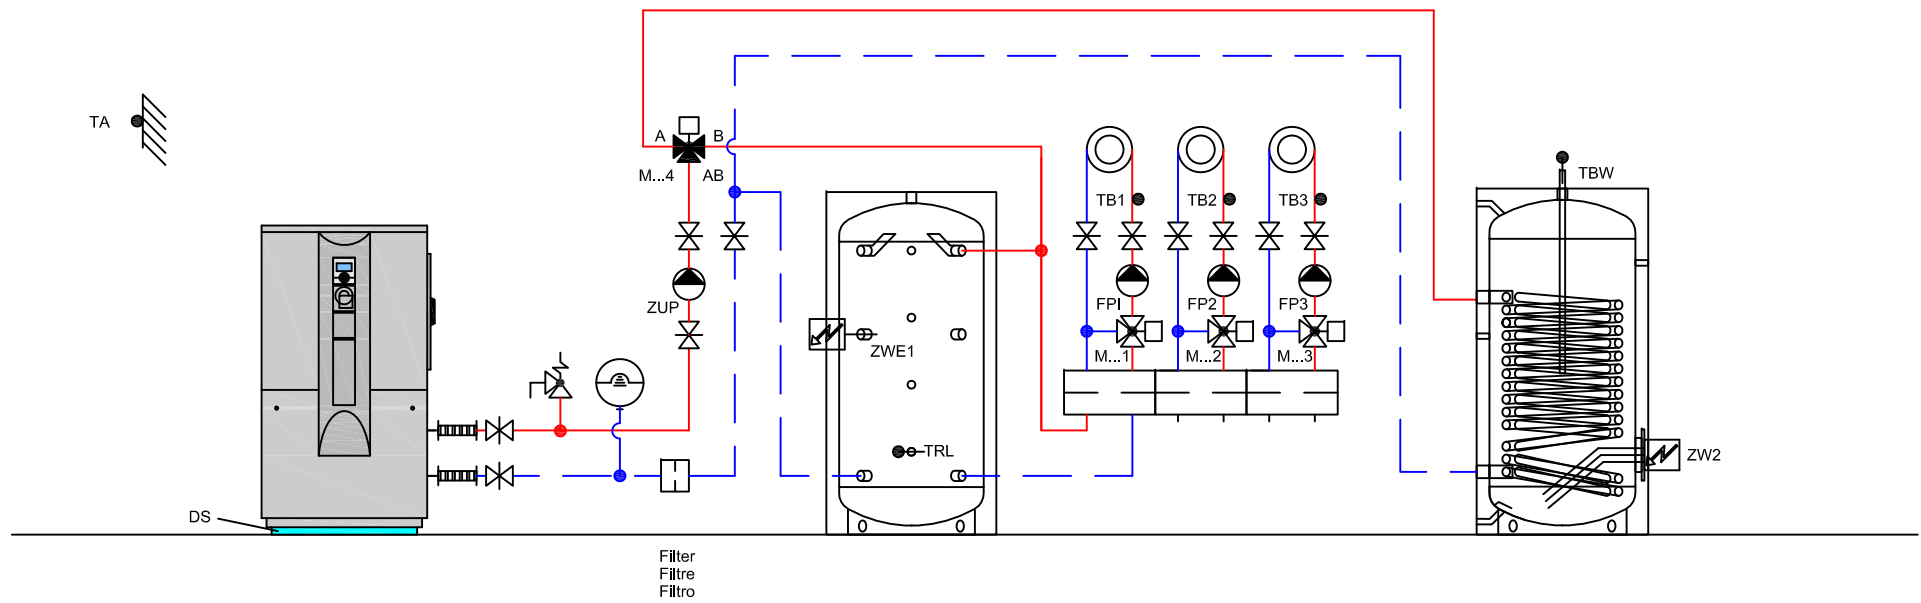 TA
A
B
M...4
AB
TB1
TB2
TB3
TBW
ZUP
FPI
FP2
FP3
ZWE1
M...1
M...2
M...3
TRL
ZW2
DS
Filter
Filtre
Filtro